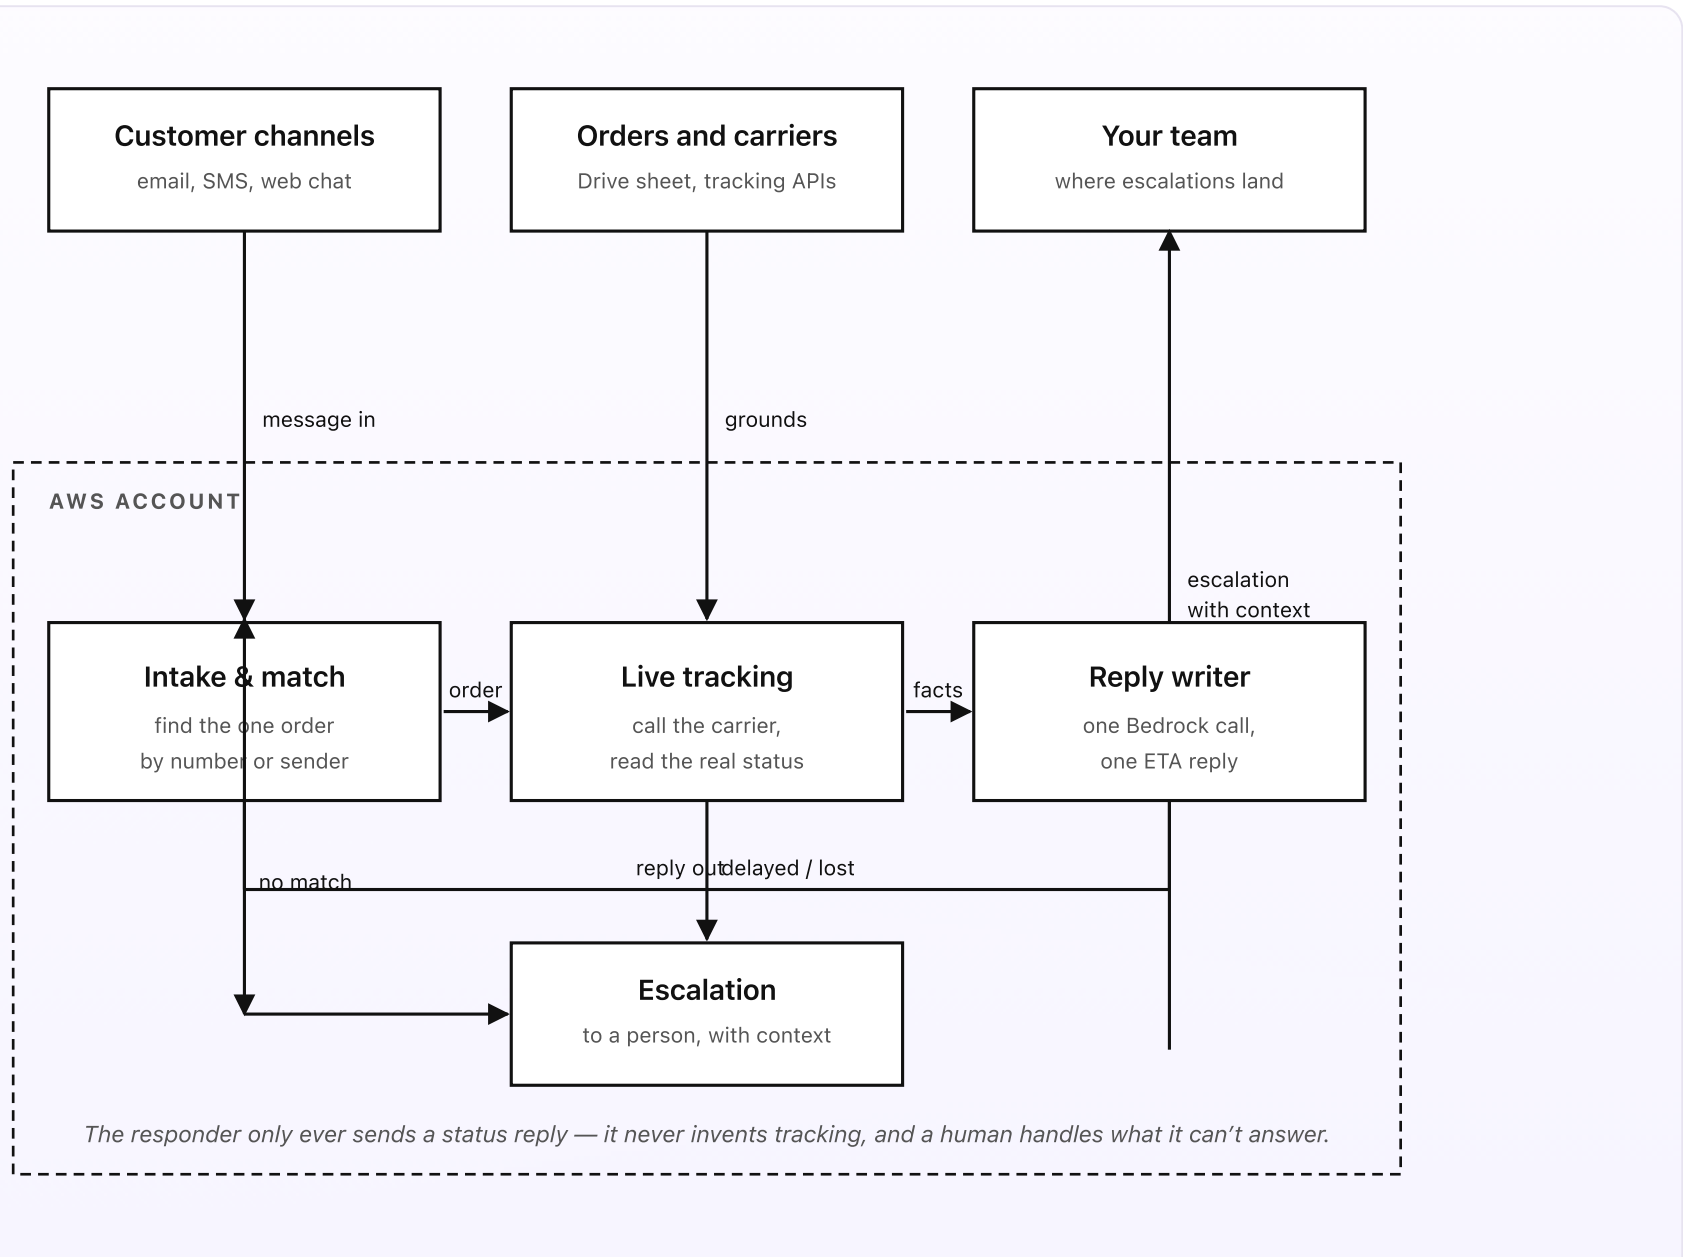 Customer channels
email, SMS, web chat
Orders and carriers
Drive sheet, tracking APIs
Your team
where escalations land
message in
grounds
AWS ACCOUNT
escalation
with context
Intake & match
find the one order
by number or sender
order
Live tracking
call the carrier,
read the real status
facts
Reply writer
one Bedrock call,
one ETA reply
no match
reply out
delayed / lost
Escalation
to a person, with context
The responder only ever sends a status reply — it never invents tracking, and a human handles what it can’t answer.